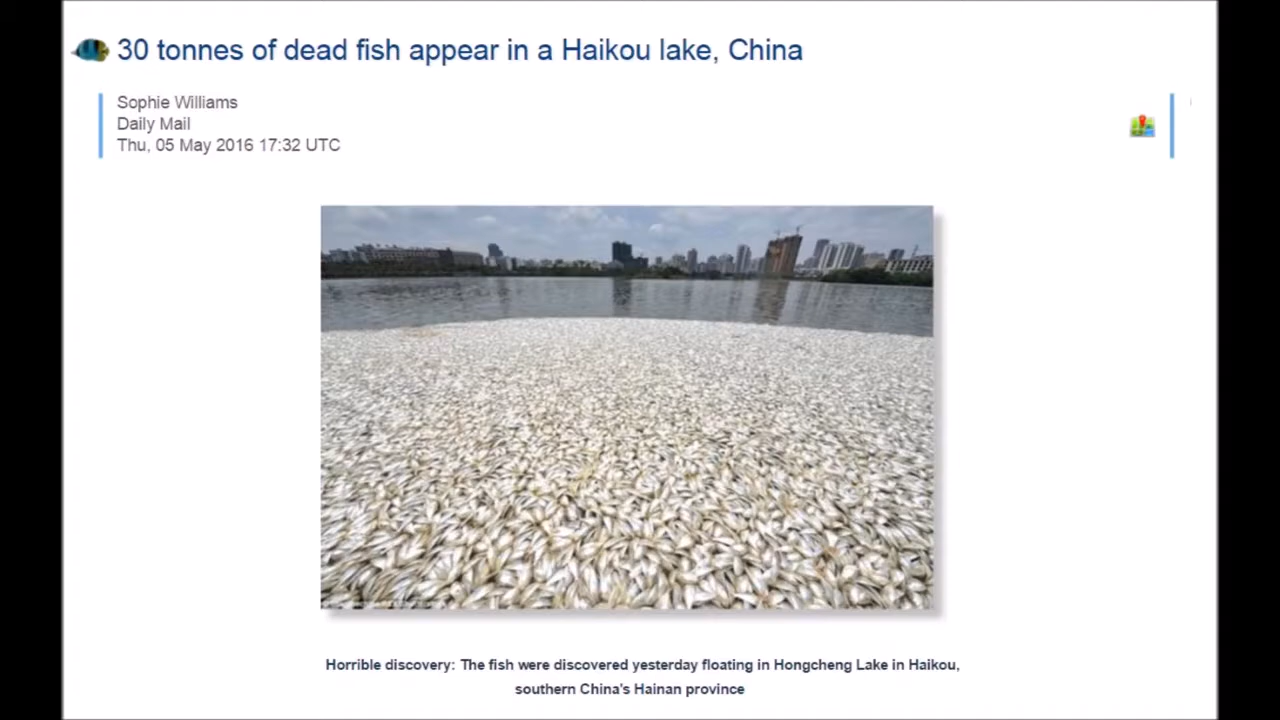 30 tonnes of dead fish appear in a Haikou lake, China
Sophie Williams
Daily Mail
Thu, 05 May 2016 17:32 UTC
Horrible discovery: The fish were discovered yesterday floating in Hongcheng Lake in Haikou,
southern China's Hainan province